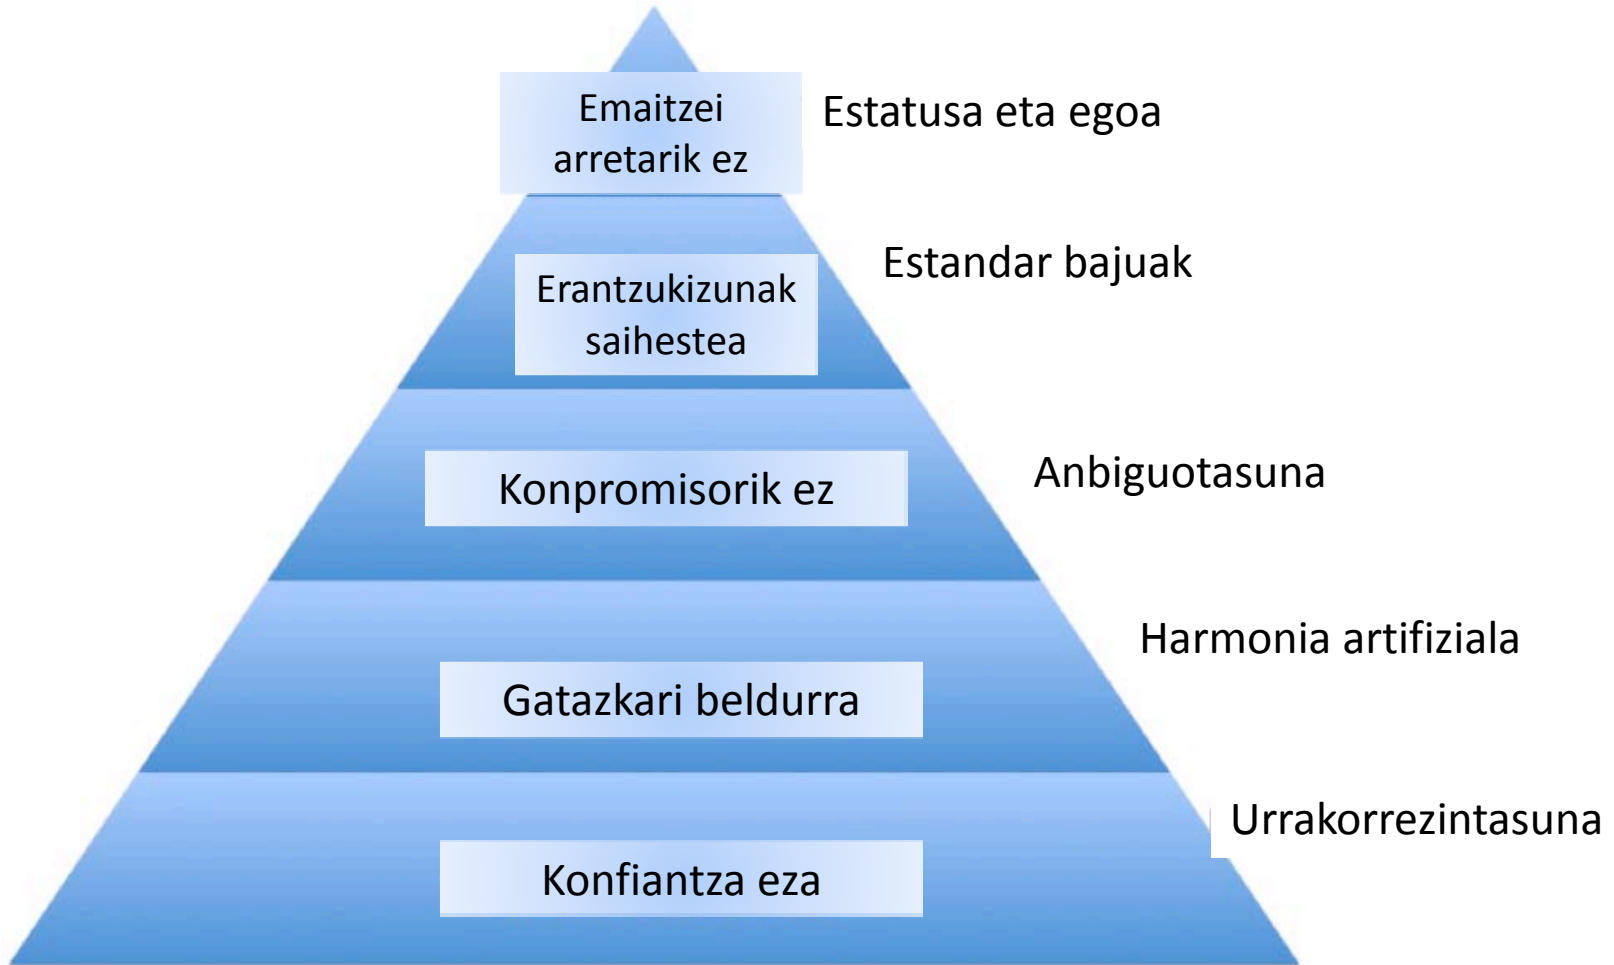 Emaitzei
arretarik ez
Estatusa eta egoa
Estandar bajuak
Erantzukizunak
saihestea
Anbiguotasuna
Konpromisorik ez
Harmonia artifiziala
Gatazkari beldurra
Urrakorrezintasuna
Konfiantza eza